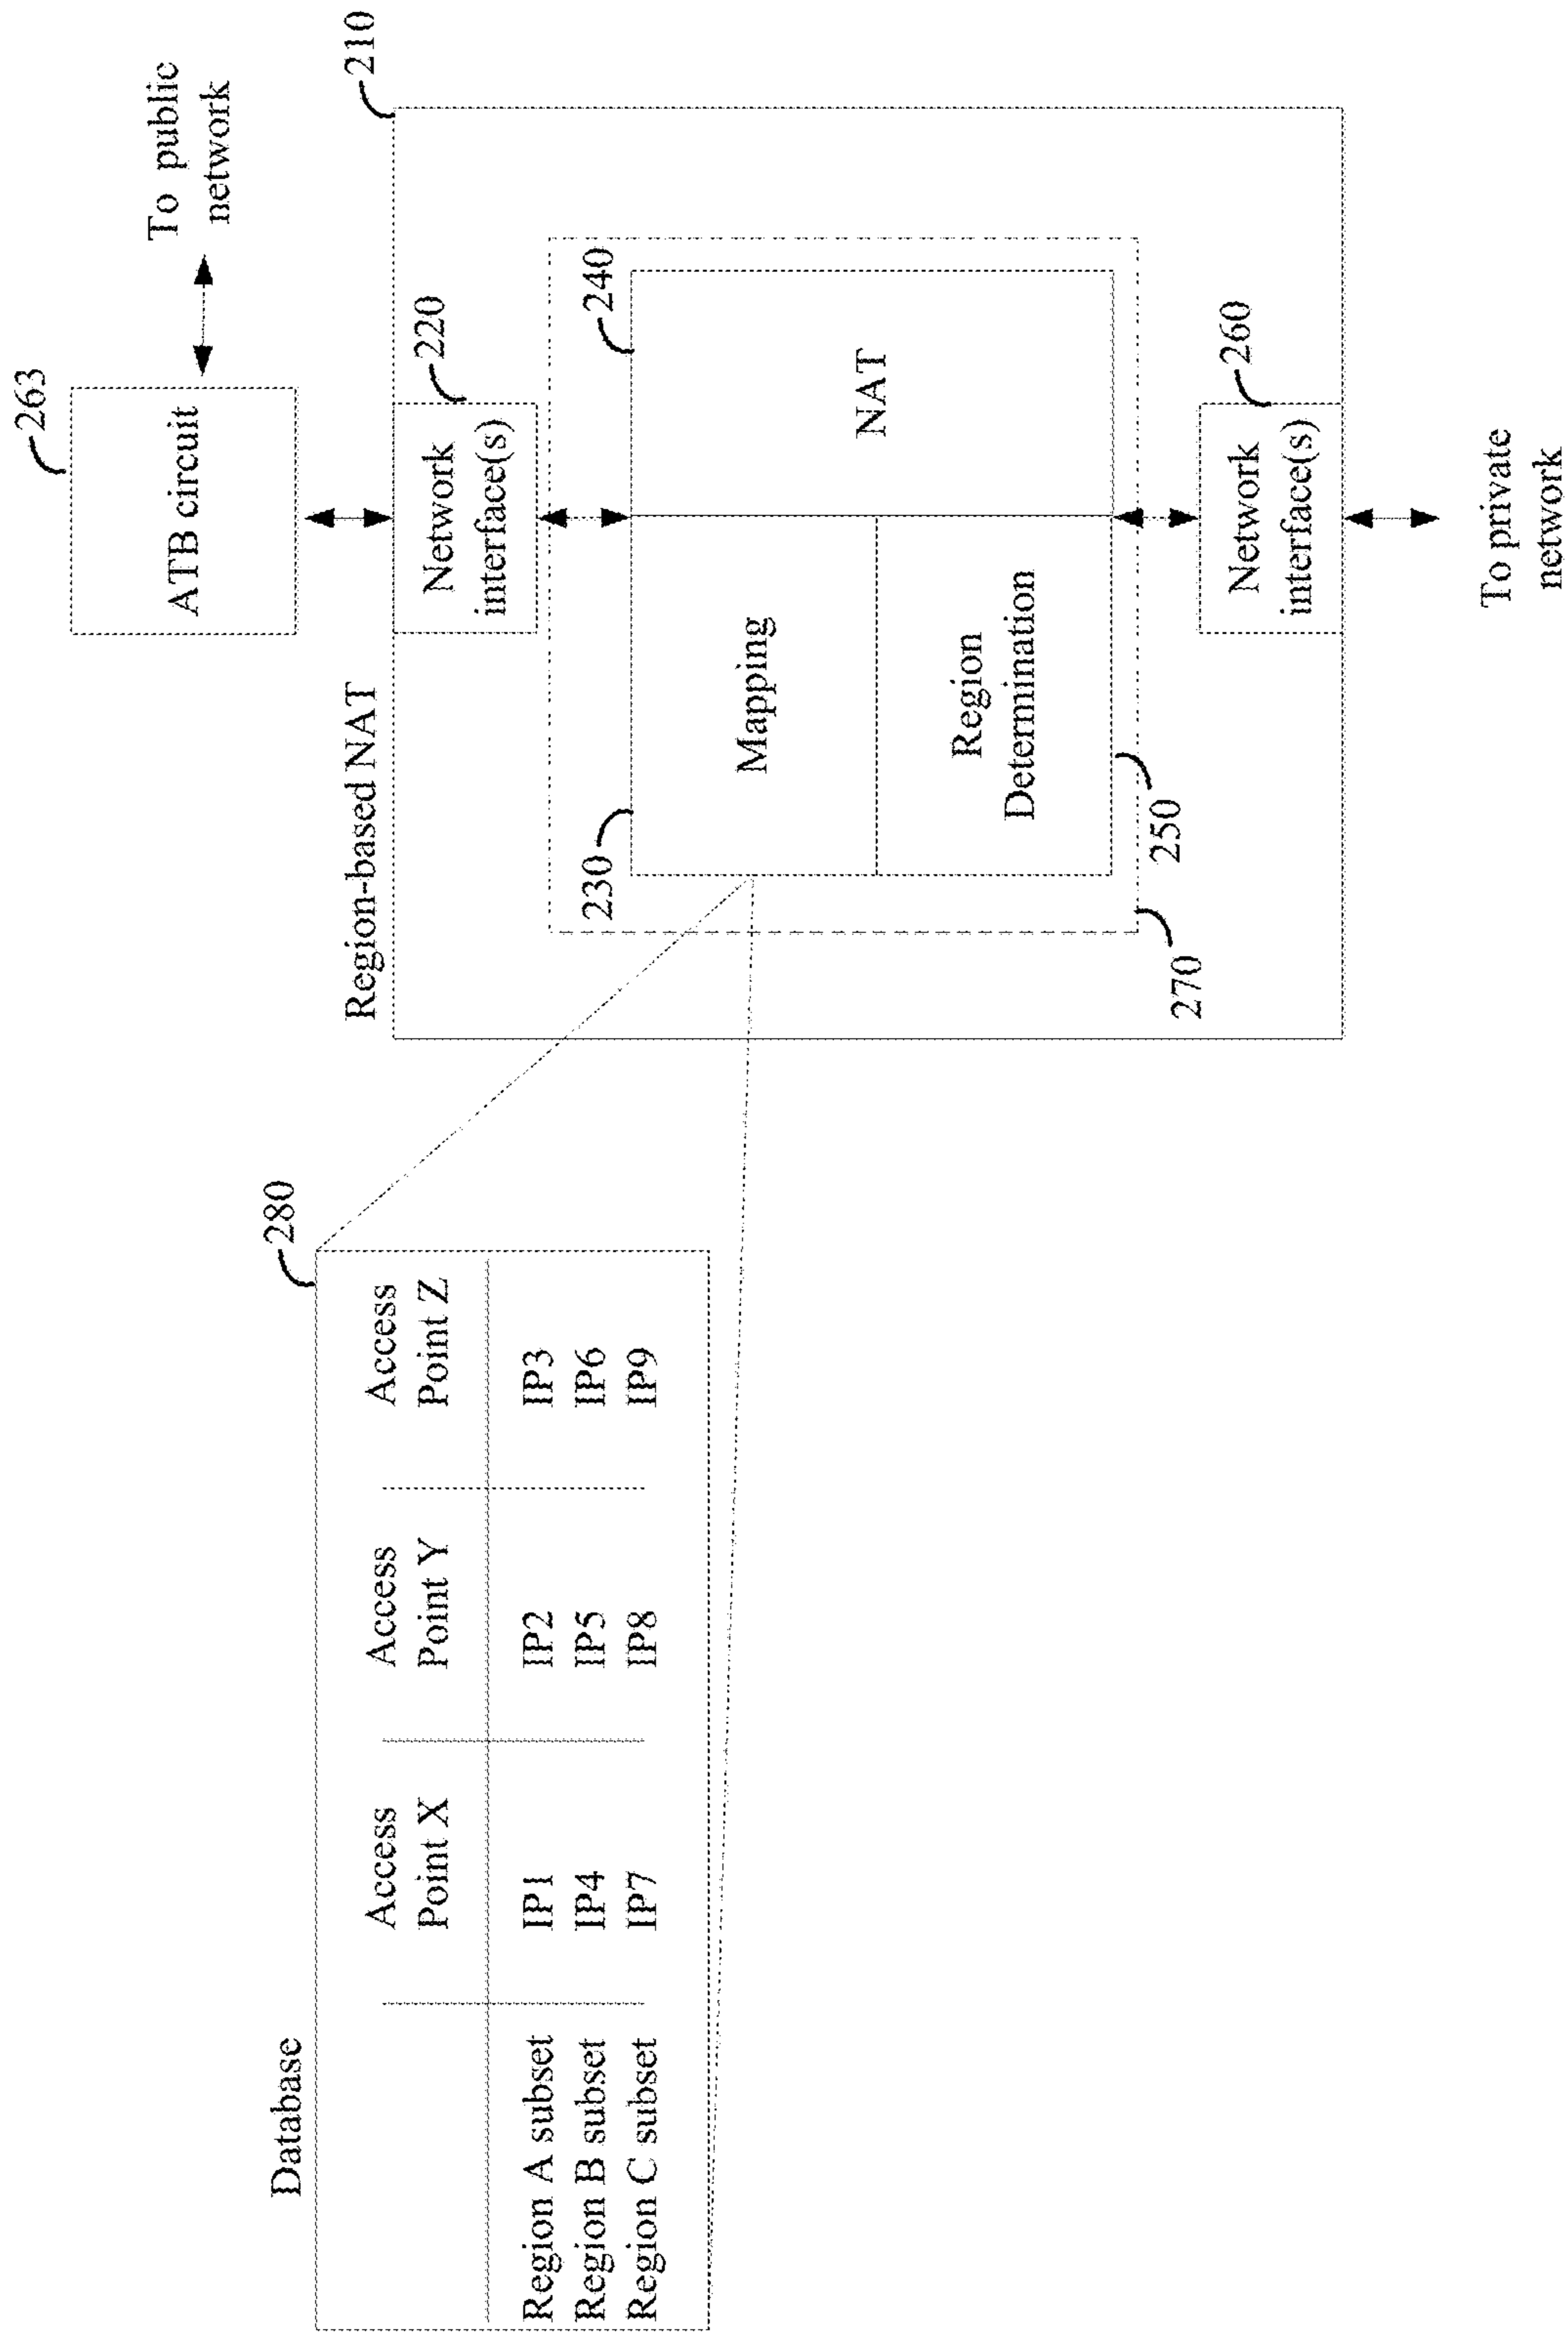 Database
280
Access
Point X
Access
Point Y
Access
Point Z
Region A subset
IP1
IP2
IP3
Region B subset
IP4
IP5
IP6
Region C subset
IP7
IP8
IP9
263
ATB circuit
To public
network
Region-based NAT
210
Network
interface(s)
220
230
Mapping
240
NAT
Region
Determination
250
270
Network
interface(s)
260
To private
network